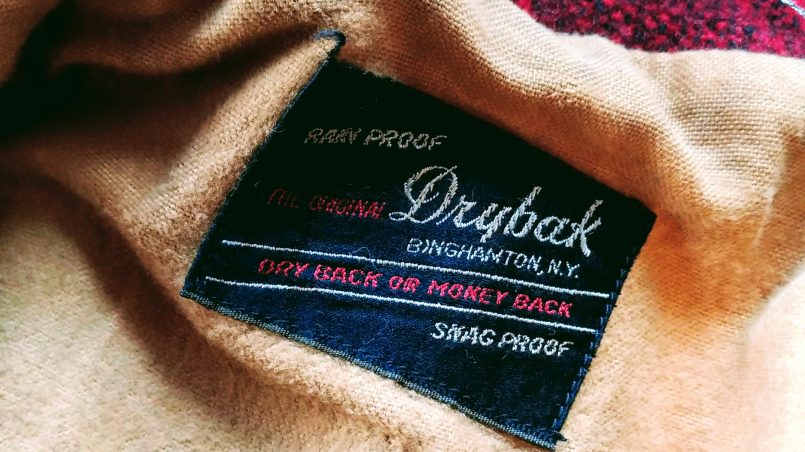 RAIN PROOF
THE ORIGINAL Drybak
BINGHAMTON, N.Y.
DRY BACK OR MONEY BACK
SNAG PROOF